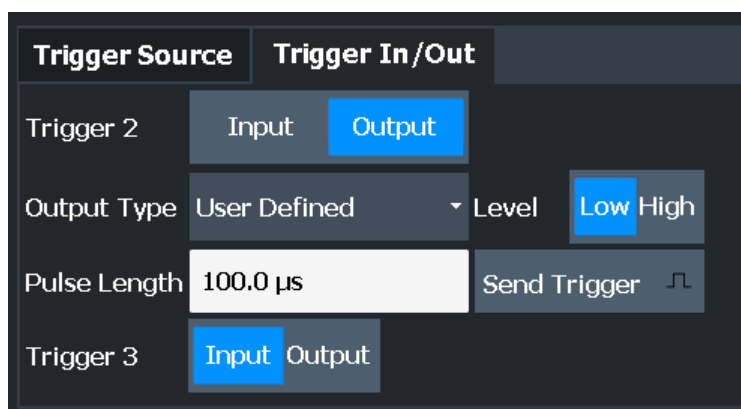 Trigger Source Trigger In/Out
Trigger 2 Input Output
Output Type User Defined Level Low High
Pulse Length 100.0 µs Send Trigger
Trigger 3 Input Output